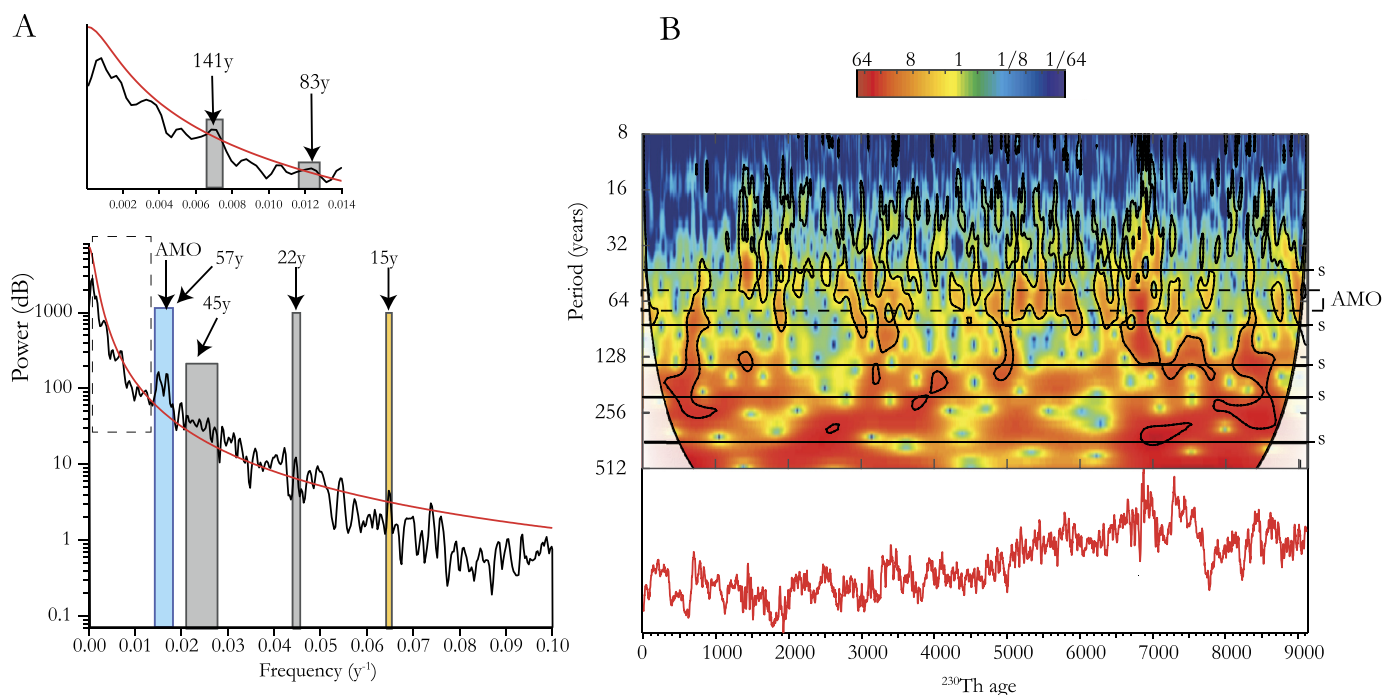 A
141y
83y
0.002 0.004 0.006 0.008 0.010 0.012 0.014
AMO
57y
45y
22y
15y
Power (dB)
1000
100
10
1
0.1
0.00 0.01 0.02 0.03 0.04 0.05 0.06 0.07 0.08 0.09 0.10
Frequency (y⁻¹)
B
64 8 1 1/8 1/64
Period (years)
8
16
32
64
128
256
512
s
AMO
s
s
s
s
0 1000 2000 3000 4000 5000 6000 7000 8000 9000
²³⁰Th age